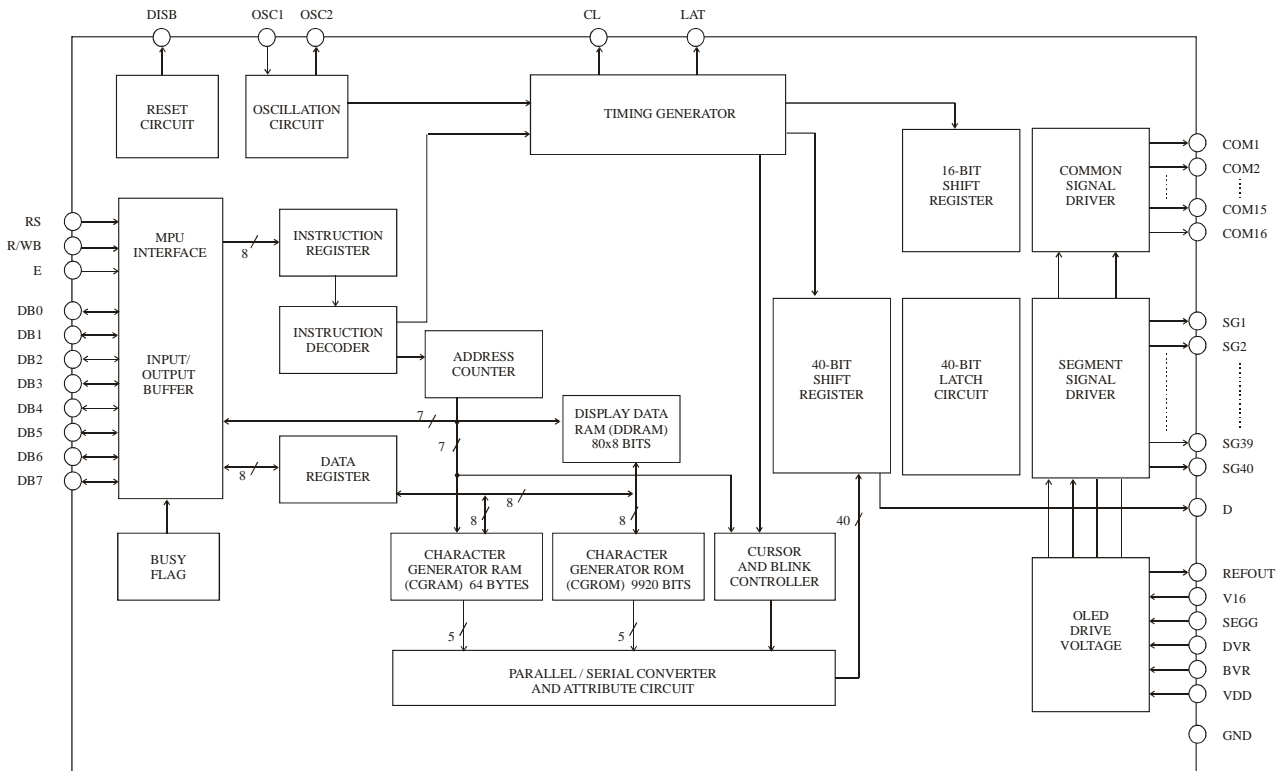 DISB
OSC1
OSC2
CL
LAT
RESET
CIRCUIT
OSCILLATION
CIRCUIT
TIMING GENERATOR
16-BIT
SHIFT
REGISTER
COMMON
SIGNAL
DRIVER
COM1
COM2
COM15
COM16
RS
R/WB
E
DB0
DB1
DB2
DB3
DB4
DB5
DB6
DB7
MPU
INTERFACE
INPUT/
OUTPUT
BUFFER
8
INSTRUCTION
REGISTER
INSTRUCTION
DECODER
ADDRESS
COUNTER
7
7
DISPLAY DATA
RAM (DDRAM)
80x8 BITS
8
DATA
REGISTER
8
8
8
40-BIT
SHIFT
REGISTER
40-BIT
LATCH
CIRCUIT
SEGMENT
SIGNAL
DRIVER
SG1
SG2
SG39
SG40
D
40
BUSY
FLAG
CHARACTER
GENERATOR RAM
(CGRAM) 64 BYTES
CHARACTER
GENERATOR ROM
(CGROM) 9920 BITS
CURSOR
AND BLINK
CONTROLLER
5
5
PARALLEL / SERIAL CONVERTER
AND ATTRIBUTE CIRCUIT
OLED
DRIVE
VOLTAGE
REFOUT
V16
SEGG
DVR
BVR
VDD
GND